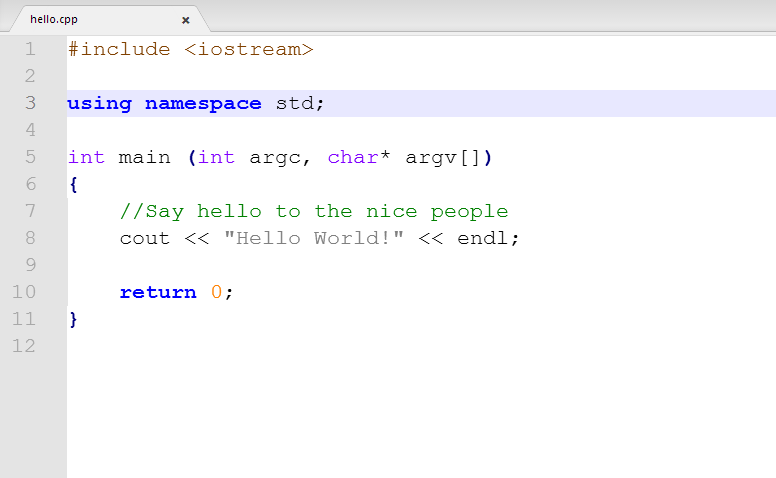 hello.cpp ×
1 #include <iostream>
2
3 using namespace std;
4
5 int main (int argc, char* argv[])
6 {
7     //Say hello to the nice people
8     cout << "Hello World!" << endl;
9
10     return 0;
11 }
12